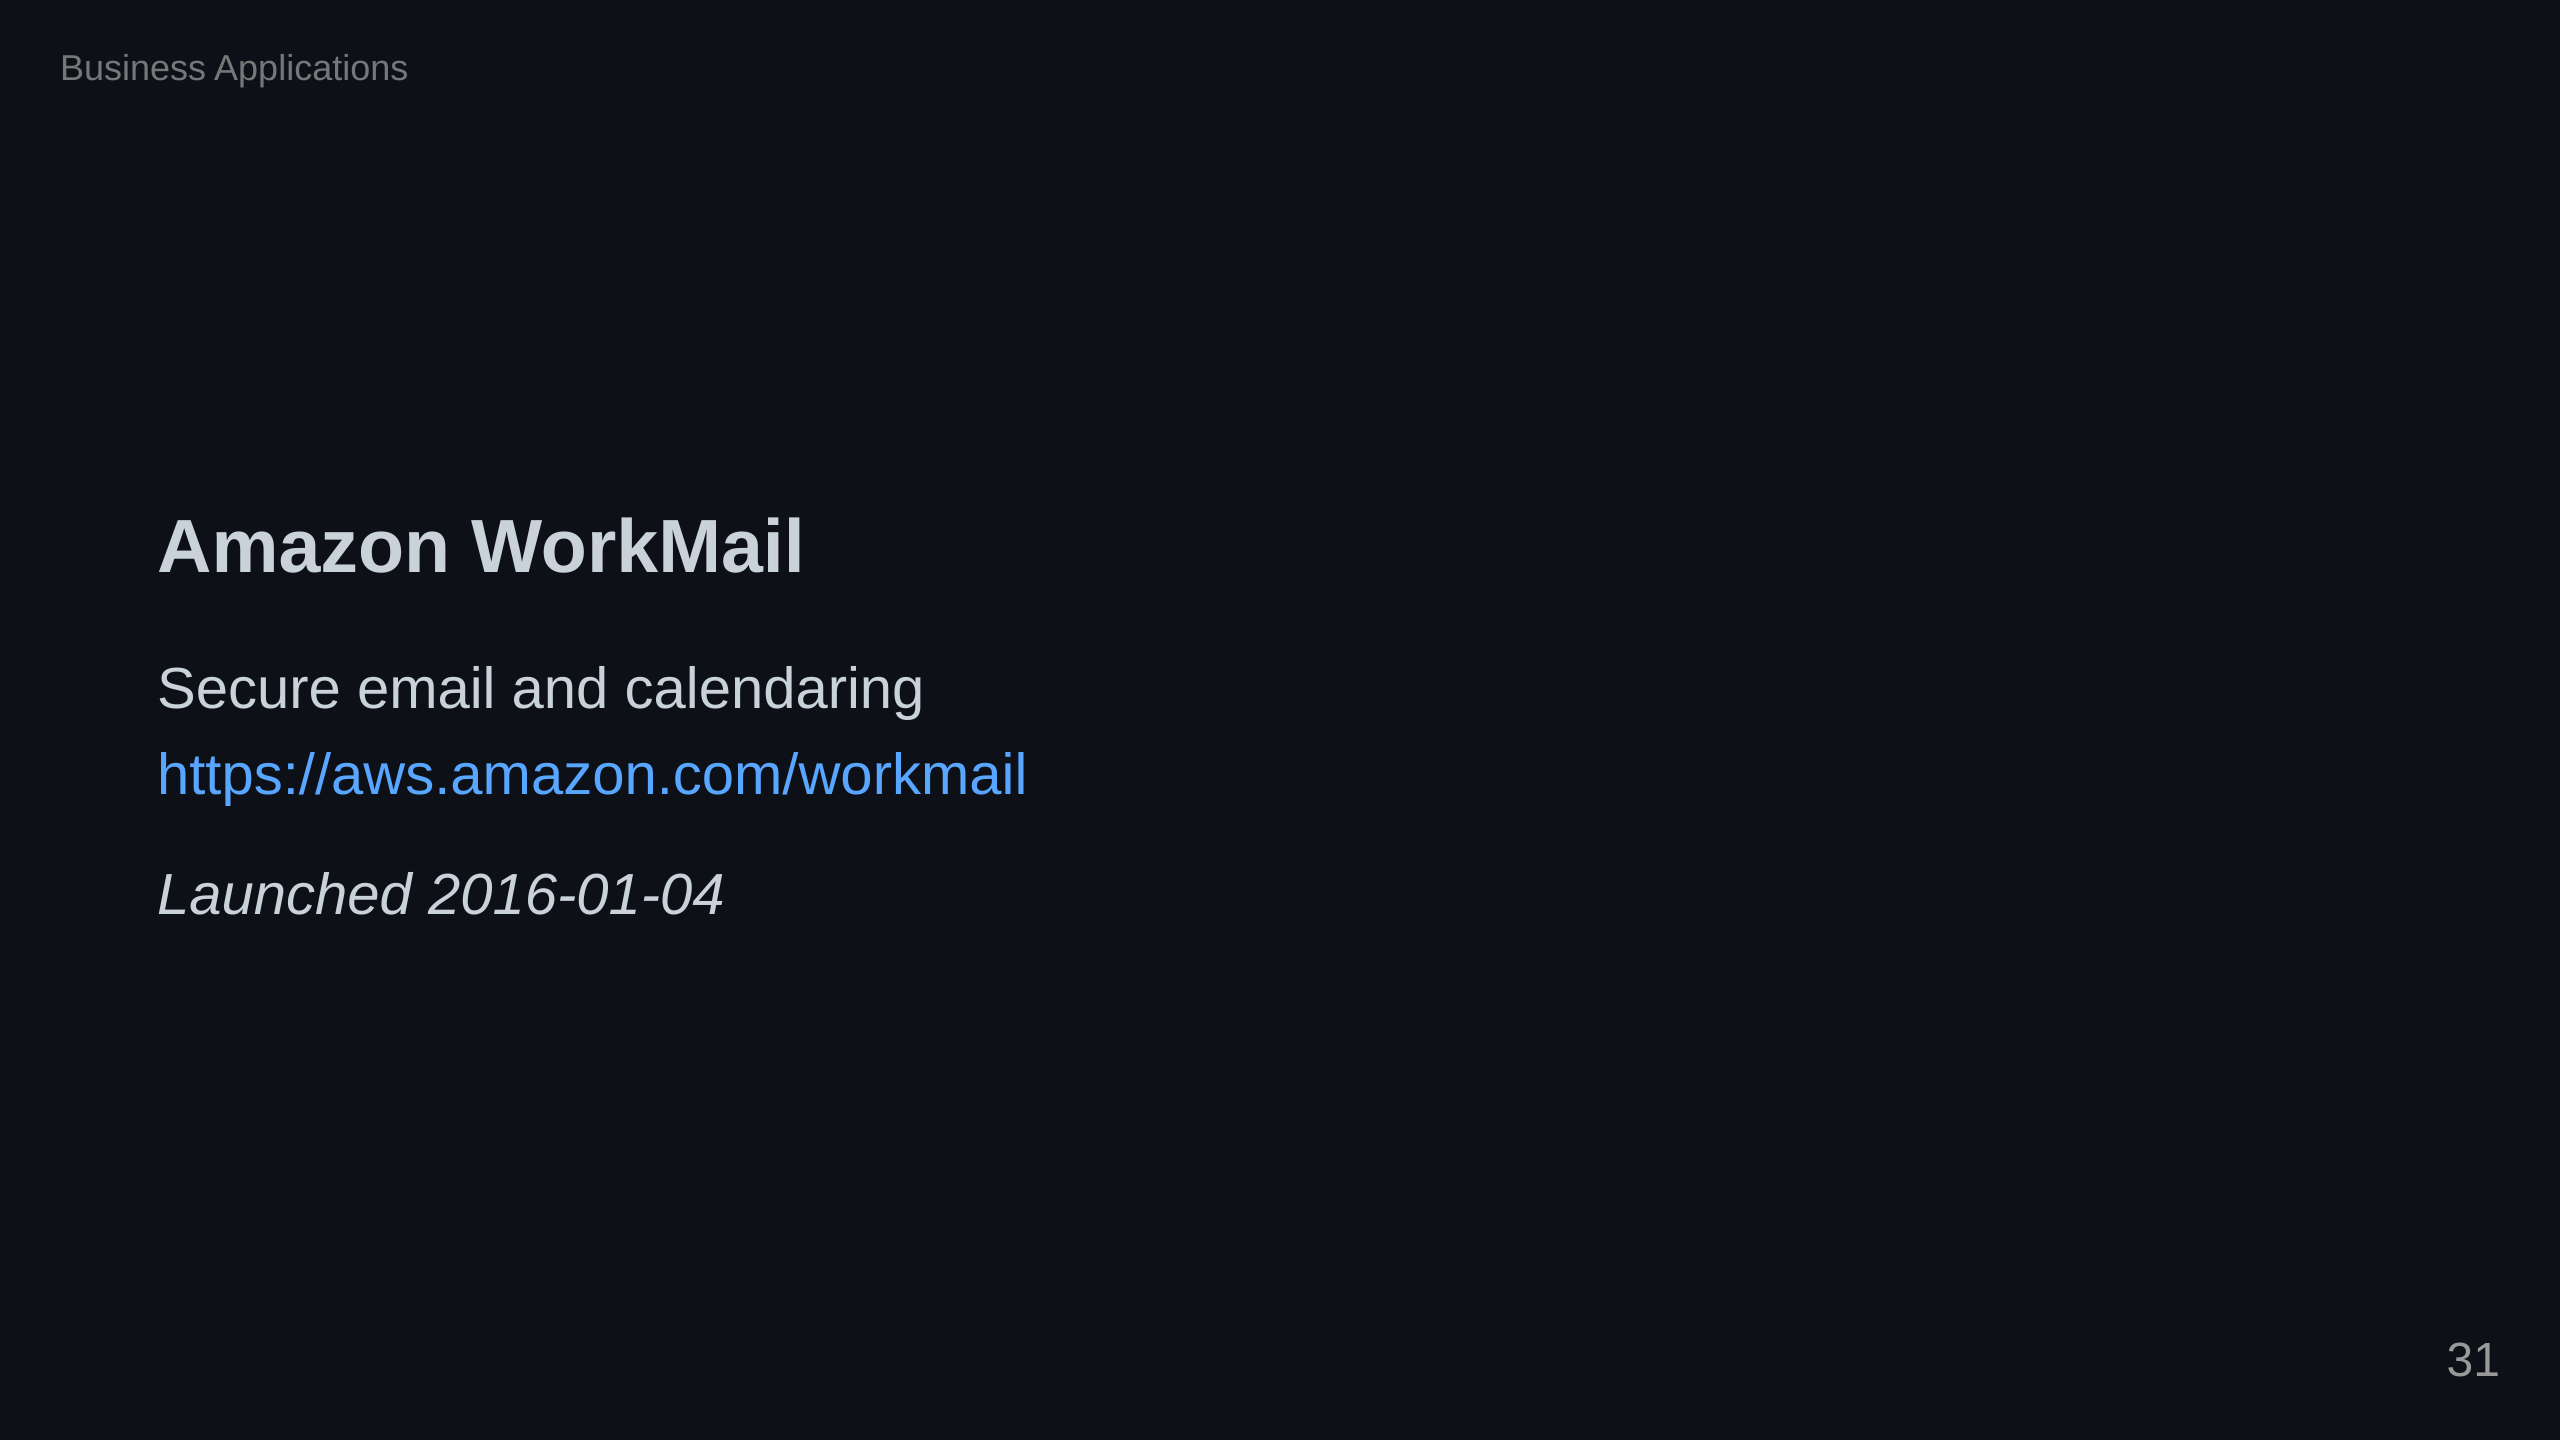 Business Applications
Amazon WorkMail
Secure email and calendaring
https://aws.amazon.com/workmail
Launched 2016-01-04
31